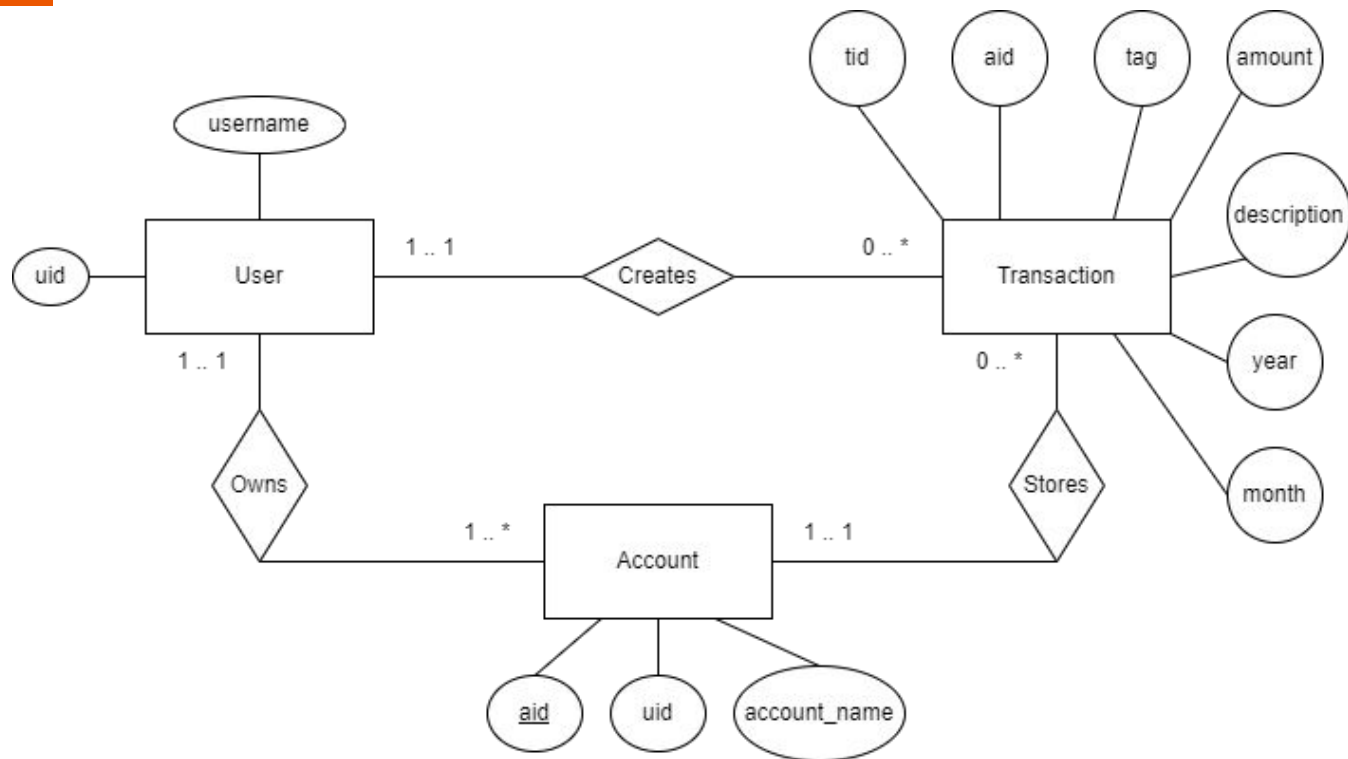 tid
aid
tag
amount
username
description
1 .. 1
0 .. *
uid
User
Creates
Transaction
1 .. 1
0 .. *
year
Owns
Stores
month
1 .. *
1 .. 1
Account
aid
uid
account_name